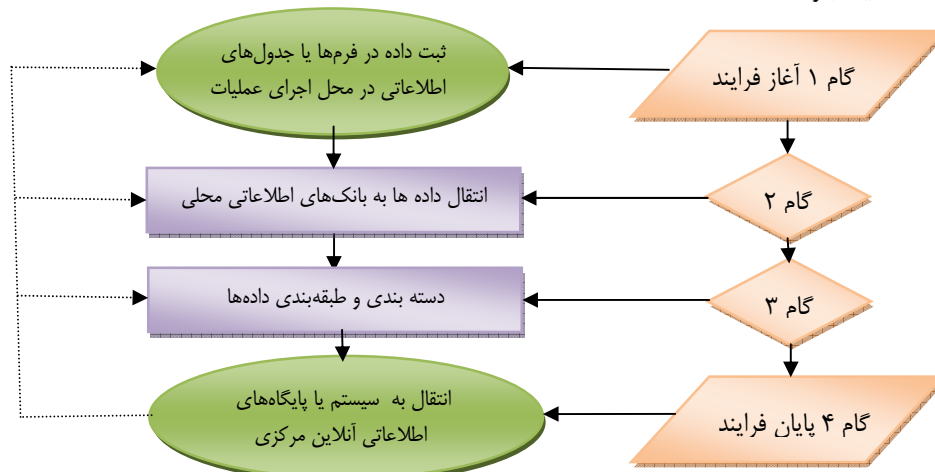 گام ۱ آغاز فرایند
ثبت داده در فرم‌ها یا جدول‌های
اطلاعاتی در محل اجرای عملیات
گام ۲
انتقال داده ها به بانک‌های اطلاعاتی محلی
گام ۳
دسته بندی و طبقه‌بندی داده‌ها
گام ۴ پایان فرایند
انتقال به سیستم یا پایگاه‌های
اطلاعاتی آنلاین مرکزی